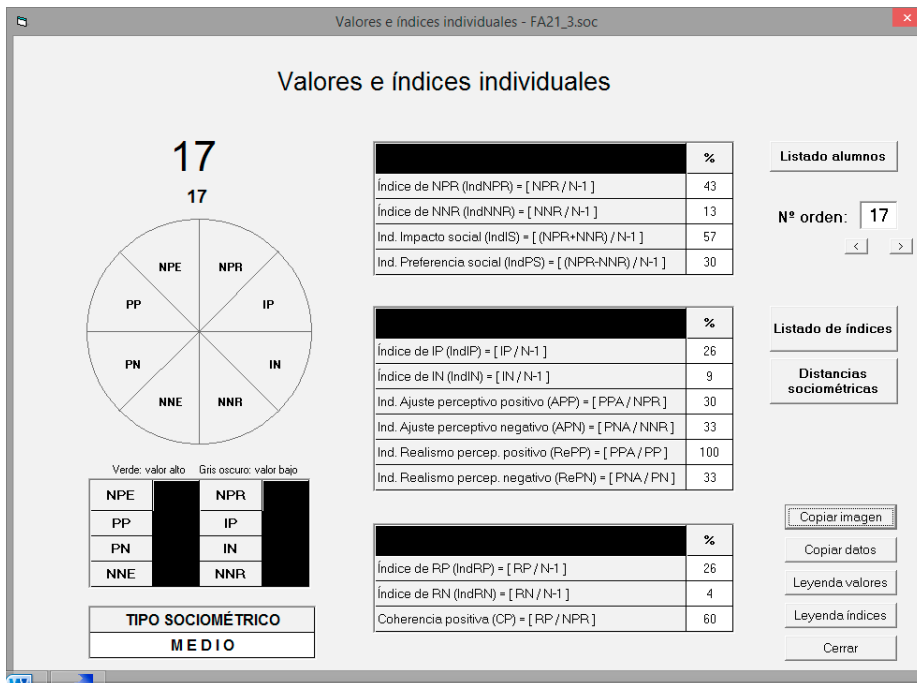 Valores e índices individuales - FA21_3.soc
×
Valores e índices individuales
17
17
NPE
NPR
PP
IP
PN
IN
NNE
NNR
Verde: valor alto Gris oscuro: valor bajo
NPE NPR
PP IP
PN IN
NNE NNR
TIPO SOCIOMÉTRICO
MEDIO
%
Índice de NPR (IndNPR) = [ NPR / N-1 ] 43
Índice de NNR (IndNNR) = [ NNR / N-1 ] 13
Ind. Impacto social (IndIS) = [ (NPR+NNR) / N-1 ] 57
Ind. Preferencia social (IndPS) = [ (NPR-NNR) / N-1 ] 30
%
Índice de IP (IndIP) = [ IP / N-1 ] 26
Índice de IN (IndIN) = [ IN / N-1 ] 9
Ind. Ajuste perceptivo positivo (APP) = [ PPA / NPR ] 30
Ind. Ajuste perceptivo negativo (APN) = [ PNA / NNR ] 33
Ind. Realismo percep. positivo (RePP) = [ PPA / PP ] 100
Ind. Realismo percep. negativo (RePN) = [ PNA / PN ] 33
%
Índice de RP (IndRP) = [ RP / N-1 ] 26
Índice de RN (IndRN) = [ RN / N-1 ] 4
Coherencia positiva (CP) = [ RP / NPR ] 60
Listado alumnos
Nº orden: 17
< >
Listado de índices
Distancias
sociométricas
Copiar imagen
Copiar datos
Leyenda valores
Leyenda índices
Cerrar